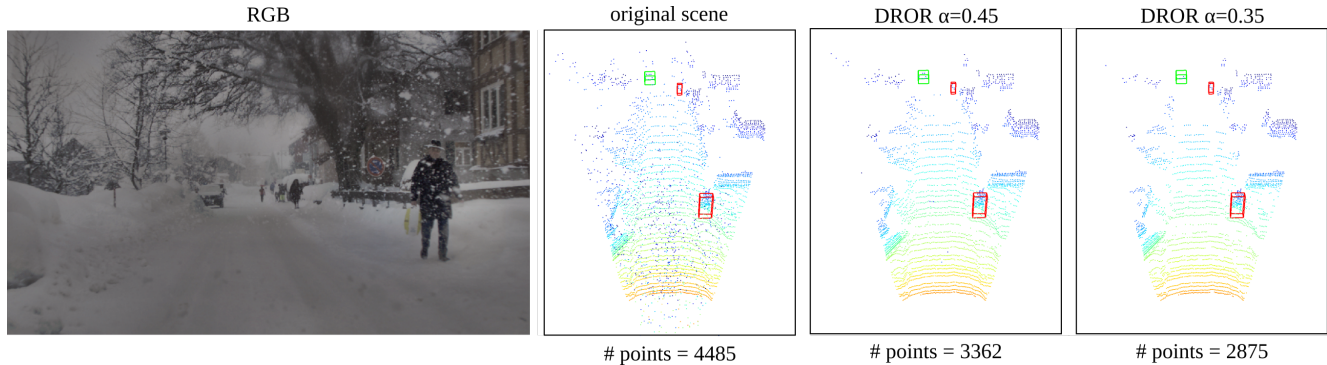 RGB
original scene
DROR α=0.45
DROR α=0.35
# points = 4485
# points = 3362
# points = 2875